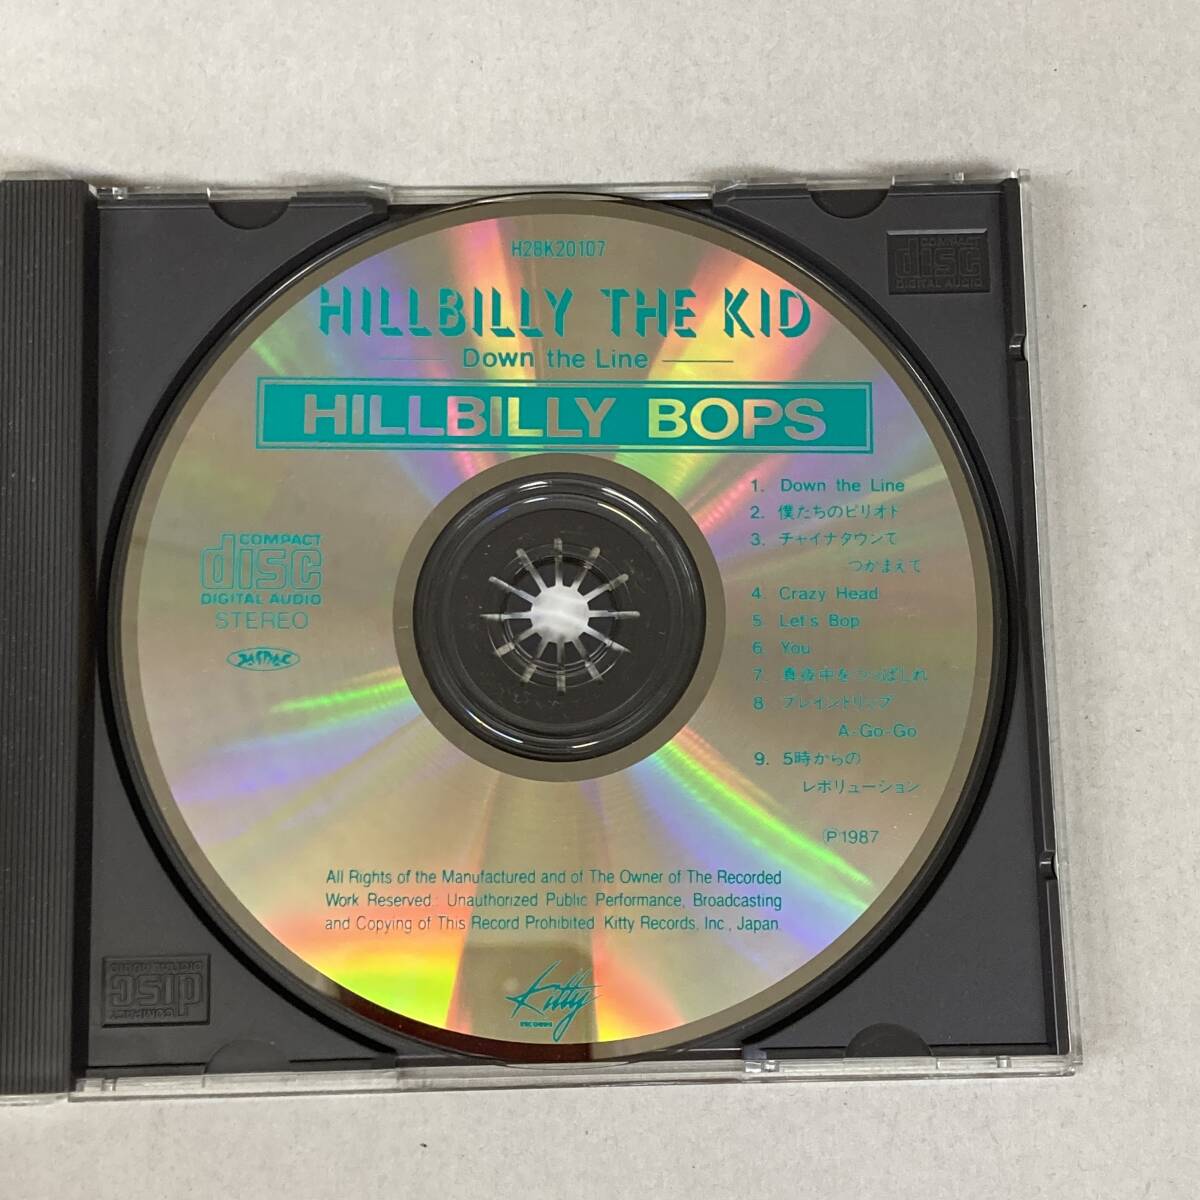 H28K20107
HILLBILLY THE KID
Down the Line
HILLBILLY BOPS
1. Down the Line
2. 僕たちのピリオド
3. チャイナタウンで
つかまえて
4. Crazy Head
5. Let's Bop
6. You
7. 真夜中をつっぱしれ
8 ブレインドリップ
A-Go-Go
9. 5時からの
レボリューション
Ⓟ1987
COMPACT
disc
DIGITAL AUDIO
STEREO
JASRAC
All Rights of the Manufactured and of The Owner of The Recorded
Work Reserved. Unauthorized Public Performance, Broadcasting
and Copying of This Record Prohibited. Kitty Records, Inc., Japan.
Kitty
RECORDS
COMPACT
disc
DIGITAL AUDIO
COMPACT
disc
DIGITAL AUDIO